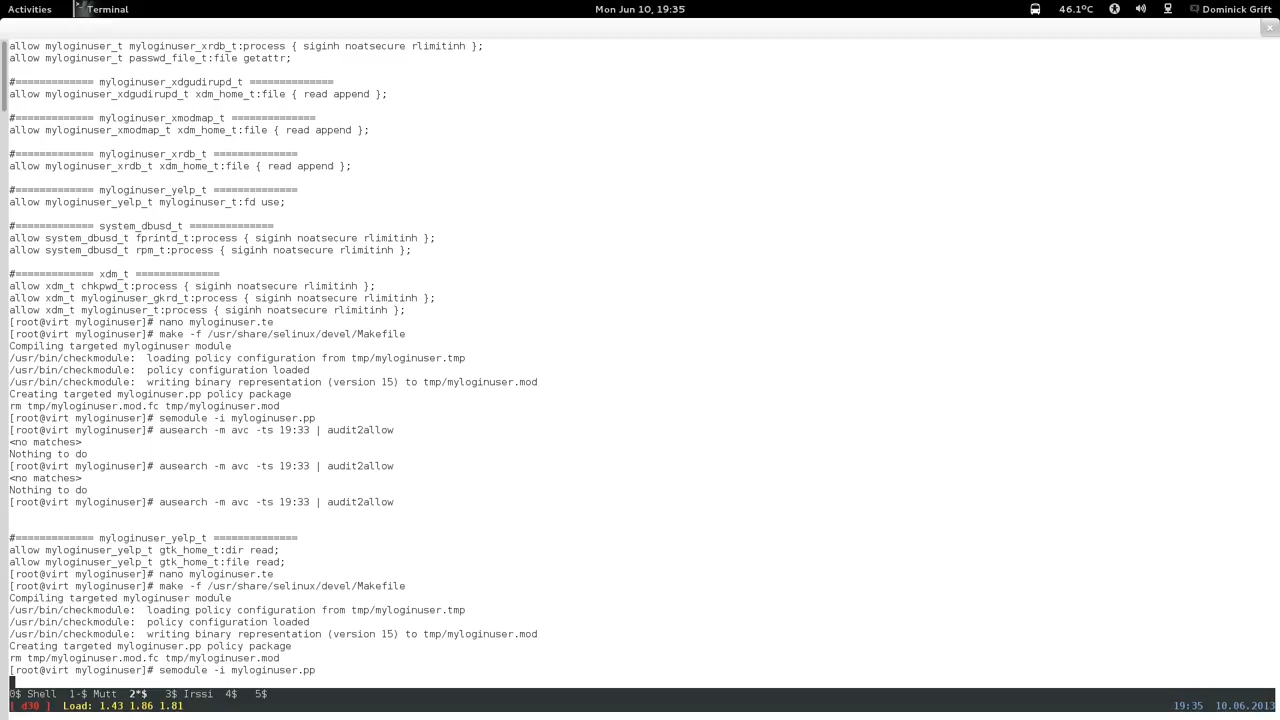 Activities
Terminal
Mon Jun 10, 19:35
46.1°C
Dominick Grift
allow myloginuser_t myloginuser_xrdb_t:process { siginh noatsecure rlimitinh };
allow myloginuser_t passwd_file_t:file getattr;
#============= myloginuser_xdgudirupd_t ==============
allow myloginuser_xdgudirupd_t xdm_home_t:file { read append };
#============= myloginuser_xmodmap_t ==============
allow myloginuser_xmodmap_t xdm_home_t:file { read append };
#============= myloginuser_xrdb_t ==============
allow myloginuser_xrdb_t xdm_home_t:file { read append };
#============= myloginuser_yelp_t ==============
allow myloginuser_yelp_t myloginuser_t:fd use;
#============= system_dbusd_t ==============
allow system_dbusd_t fprintd_t:process { siginh noatsecure rlimitinh };
allow system_dbusd_t rpm_t:process { siginh noatsecure rlimitinh };
#============= xdm_t ==============
allow xdm_t chkpwd_t:process { siginh noatsecure rlimitinh };
allow xdm_t myloginuser_gkrd_t:process { siginh noatsecure rlimitinh };
allow xdm_t myloginuser_t:process { siginh noatsecure rlimitinh };
[root@virt myloginuser]# nano myloginuser.te
[root@virt myloginuser]# make -f /usr/share/selinux/devel/Makefile
Compiling targeted myloginuser module
/usr/bin/checkmodule:  loading policy configuration from tmp/myloginuser.tmp
/usr/bin/checkmodule:  policy configuration loaded
/usr/bin/checkmodule:  writing binary representation (version 15) to tmp/myloginuser.mod
Creating targeted myloginuser.pp policy package
rm tmp/myloginuser.mod.fc tmp/myloginuser.mod
[root@virt myloginuser]# semodule -i myloginuser.pp
[root@virt myloginuser]# ausearch -m avc -ts 19:33 | audit2allow
<no matches>
Nothing to do
[root@virt myloginuser]# ausearch -m avc -ts 19:33 | audit2allow
<no matches>
Nothing to do
[root@virt myloginuser]# ausearch -m avc -ts 19:33 | audit2allow
#============= myloginuser_yelp_t ==============
allow myloginuser_yelp_t gtk_home_t:dir read;
allow myloginuser_yelp_t gtk_home_t:file read;
[root@virt myloginuser]# nano myloginuser.te
[root@virt myloginuser]# make -f /usr/share/selinux/devel/Makefile
Compiling targeted myloginuser module
/usr/bin/checkmodule:  loading policy configuration from tmp/myloginuser.tmp
/usr/bin/checkmodule:  policy configuration loaded
/usr/bin/checkmodule:  writing binary representation (version 15) to tmp/myloginuser.mod
Creating targeted myloginuser.pp policy package
rm tmp/myloginuser.mod.fc tmp/myloginuser.mod
[root@virt myloginuser]# semodule -i myloginuser.pp
0$ Shell  1-$ Mutt  2*$  3$ Irssi  4$  5$
[ d30 ]  Load: 1.43 1.86 1.81  19:35  10.06.2013